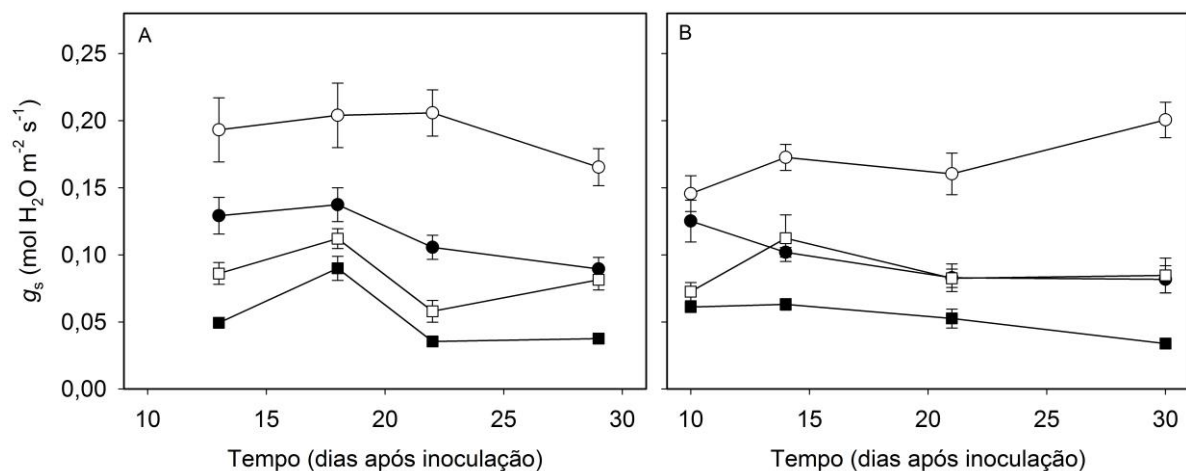 A
B
0,25
0,20
0,15
0,10
0,05
0,00
gs (mol H2O m-2 s-1)
10 15 20 25 30
10 15 20 25 30
Tempo (dias após inoculação)
Tempo (dias após inoculação)